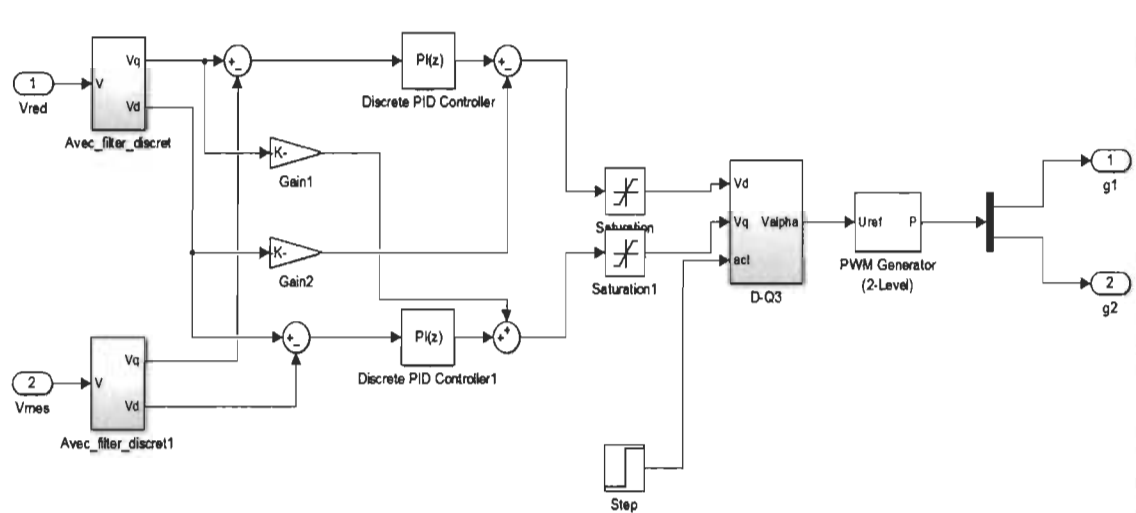 1
Vred
V
Vq
Vd
Avec_filter_discret
+
-
PI(z)
Discrete PID Controller
+
-
K-
Gain1
K-
Gain2
2
Vmes
V
Vq
Vd
Avec_filter_discret1
+
-
PI(z)
Discrete PID Controller1
+
+
Saturation
Saturation1
Step
Vd
Vq
act
Valpha
D-Q3
Uref
P
PWM Generator
(2-Level)
1
g1
2
g2